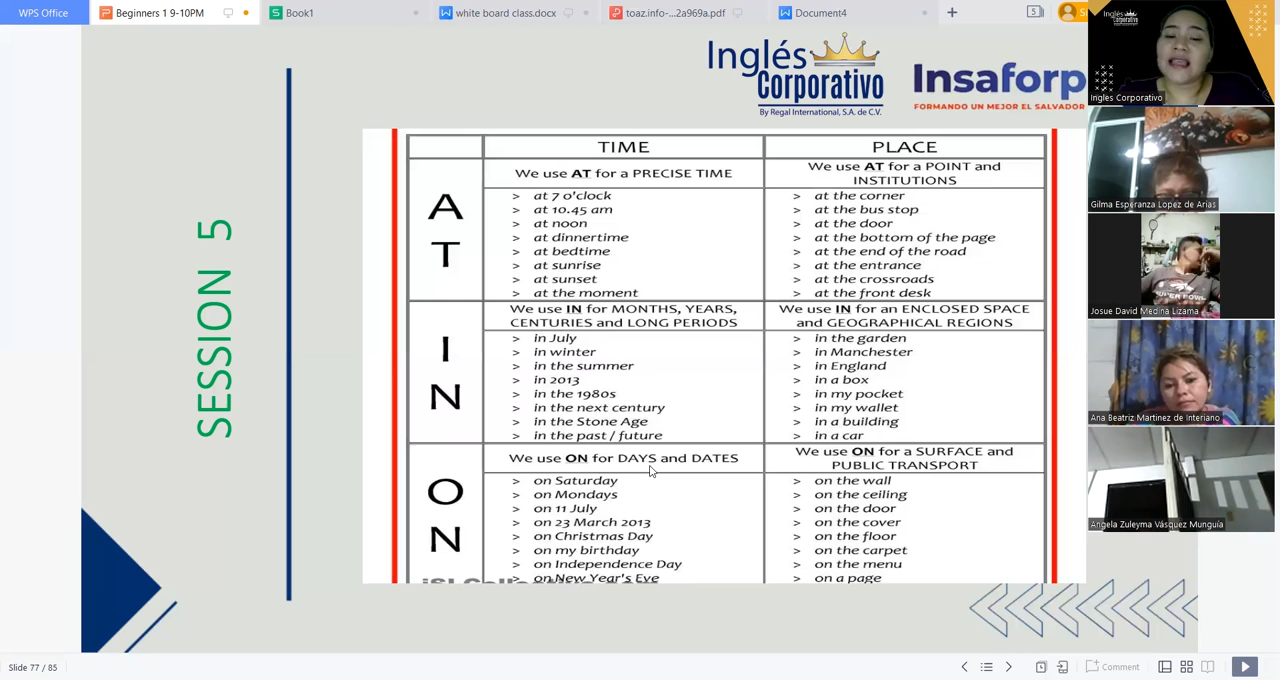 WPS Office
Beginners 1 9-10PM
Book1
white board class.docx
toaz.info-...2a969a.pdf
Document4
5
Inglés
Corporativo
By Regal International, S.A. de C.V.
Insaforp
FORMANDO UN MEJOR EL SALVADOR
SESSION 5
TIME
PLACE
AT
We use AT for a PRECISE TIME
> at 7 o'clock
> at 10.45 am
> at noon
> at dinnertime
> at bedtime
> at sunrise
> at sunset
> at the moment
We use AT for a POINT and
INSTITUTIONS
> at the corner
> at the bus stop
> at the door
> at the bottom of the page
> at the end of the road
> at the entrance
> at the crossroads
> at the front desk
IN
We use IN for MONTHS, YEARS,
CENTURIES and LONG PERIODS
> in July
> in winter
> in the summer
> in 2013
> in the 1980s
> in the next century
> in the Stone Age
> in the past / future
We use IN for an ENCLOSED SPACE
and GEOGRAPHICAL REGIONS
> in the garden
> in Manchester
> in England
> in a box
> in my pocket
> in my wallet
> in a building
> in a car
ON
We use ON for DAYS and DATES
> on Saturday
> on Mondays
> on 11 July
> on 23 March 2013
> on Christmas Day
> on my birthday
> on Independence Day
> on New Year's Eve
We use ON for a SURFACE and
PUBLIC TRANSPORT
> on the wall
> on the ceiling
> on the door
> on the cover
> on the floor
> on the carpet
> on the menu
> on a page
Inglés
Corporativo
Ingles Corporativo
Gilma Esperanza Lopez de Arias
SUPER BOWL
Josue David Medina Lizama
Ana Beatriz Martinez de Interiano
Angela Zuleyma Vásquez Munguía
Slide 77 / 85
Comment